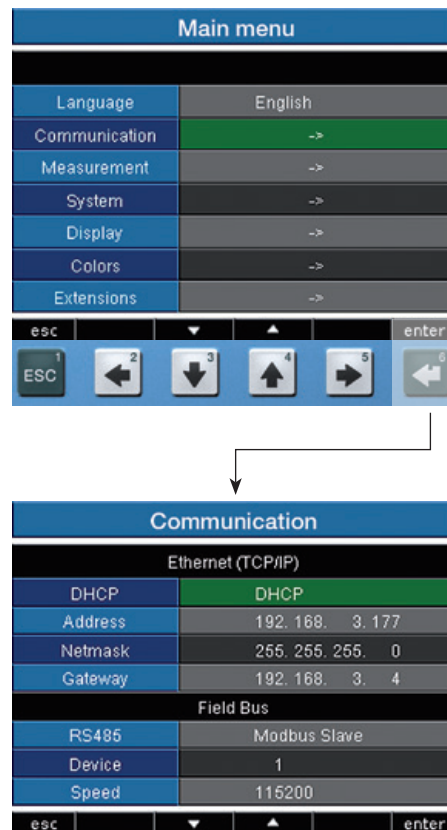 Main menu
Language English
Communication ->
Measurement ->
System ->
Display ->
Colors ->
Extensions ->
esc enter
ESC 1 2 3 4 5 6
Communication
Ethernet (TCP/IP)
DHCP DHCP
Address 192. 168. 3. 177
Netmask 255. 255. 255. 0
Gateway 192. 168. 3. 4
Field Bus
RS485 Modbus Slave
Device 1
Speed 115200
esc enter